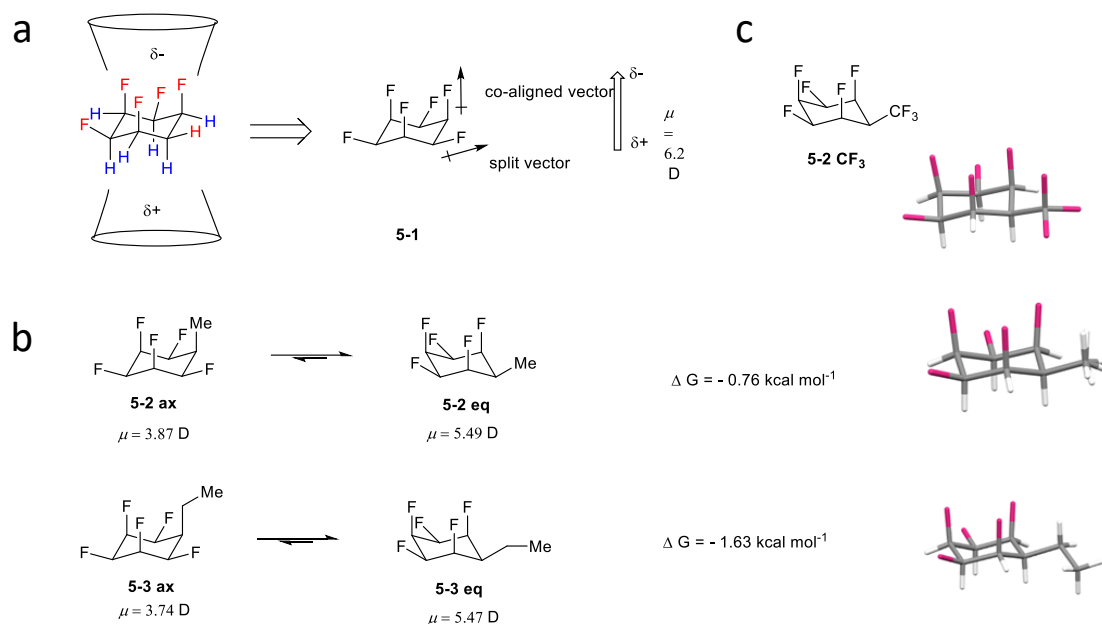 a
δ-
F
F
F
F
H
H
F
H
H
H
H
δ+
F
F
F
F
F
F
co-aligned vector
split vector
5-1
δ-
δ+
μ
=
6.2
D
c
F
F
F
F
F
CF3
5-2 CF3
b
Me
F
F
F
F
F
5-2 ax
μ = 3.87 D
F
F
F
F
F
Me
5-2 eq
μ = 5.49 D
Δ G = - 0.76 kcal mol-1
Me
F
F
F
F
F
5-3 ax
μ = 3.74 D
F
F
F
F
F
Me
5-3 eq
μ = 5.47 D
Δ G = - 1.63 kcal mol-1